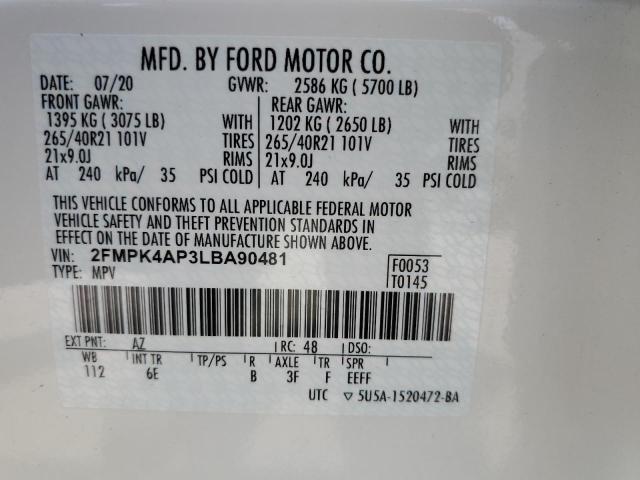 MFD. BY FORD MOTOR CO.
DATE: 07/20 GVWR: 2586 KG ( 5700 LB)
FRONT GAWR: REAR GAWR:
1395 KG ( 3075 LB) WITH 1202 KG ( 2650 LB) WITH
265/40R21 101V TIRES 265/40R21 101V TIRES
21x9.0J RIMS 21x9.0J RIMS
AT 240 kPa/ 35 PSI COLD AT 240 kPa/ 35 PSI COLD
THIS VEHICLE CONFORMS TO ALL APPLICABLE FEDERAL MOTOR
VEHICLE SAFETY AND THEFT PREVENTION STANDARDS IN
EFFECT ON THE DATE OF MANUFACTURE SHOWN ABOVE.
VIN: 2FMPK4AP3LBA90481 F0053
TYPE: MPV T0145
EXT PNT: AZ RC: 48 DSO:
WB INT TR TP/PS R AXLE TR SPR
112 6E B 3F F EEFF
UTC ▽ 5U5A-1520472-BA